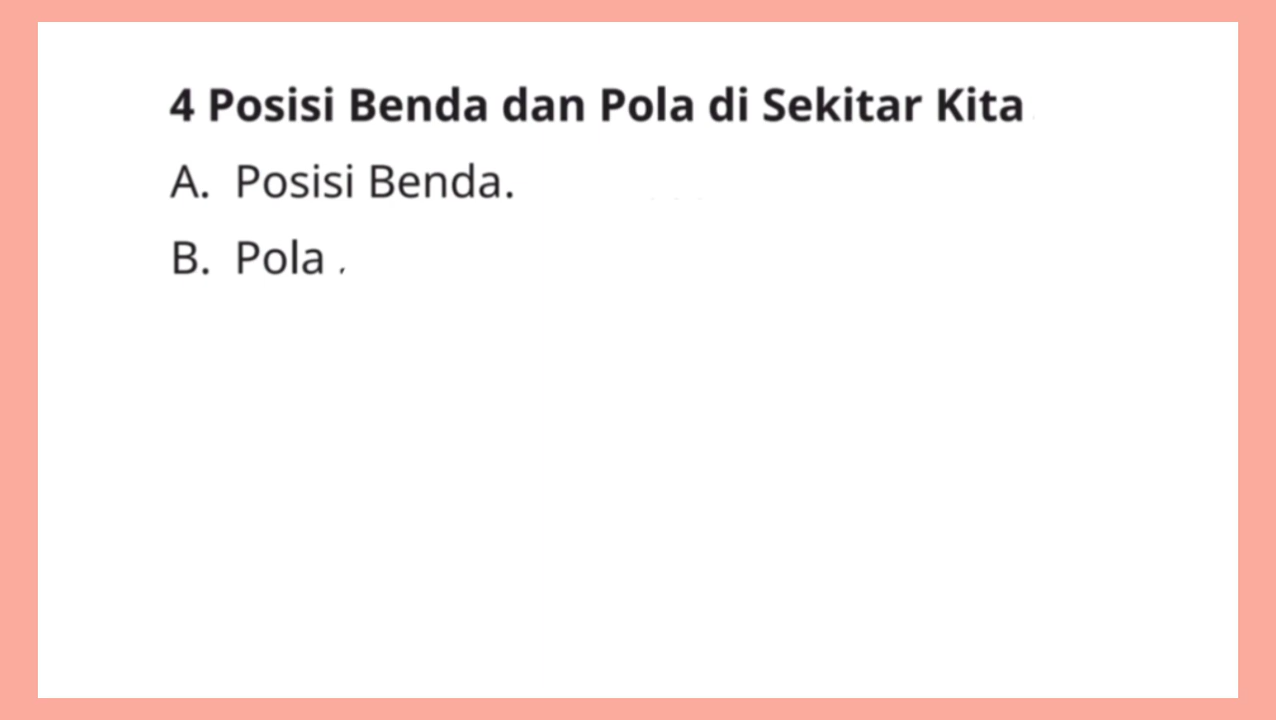 4 Posisi Benda dan Pola di Sekitar Kita
A. Posisi Benda.
B. Pola .